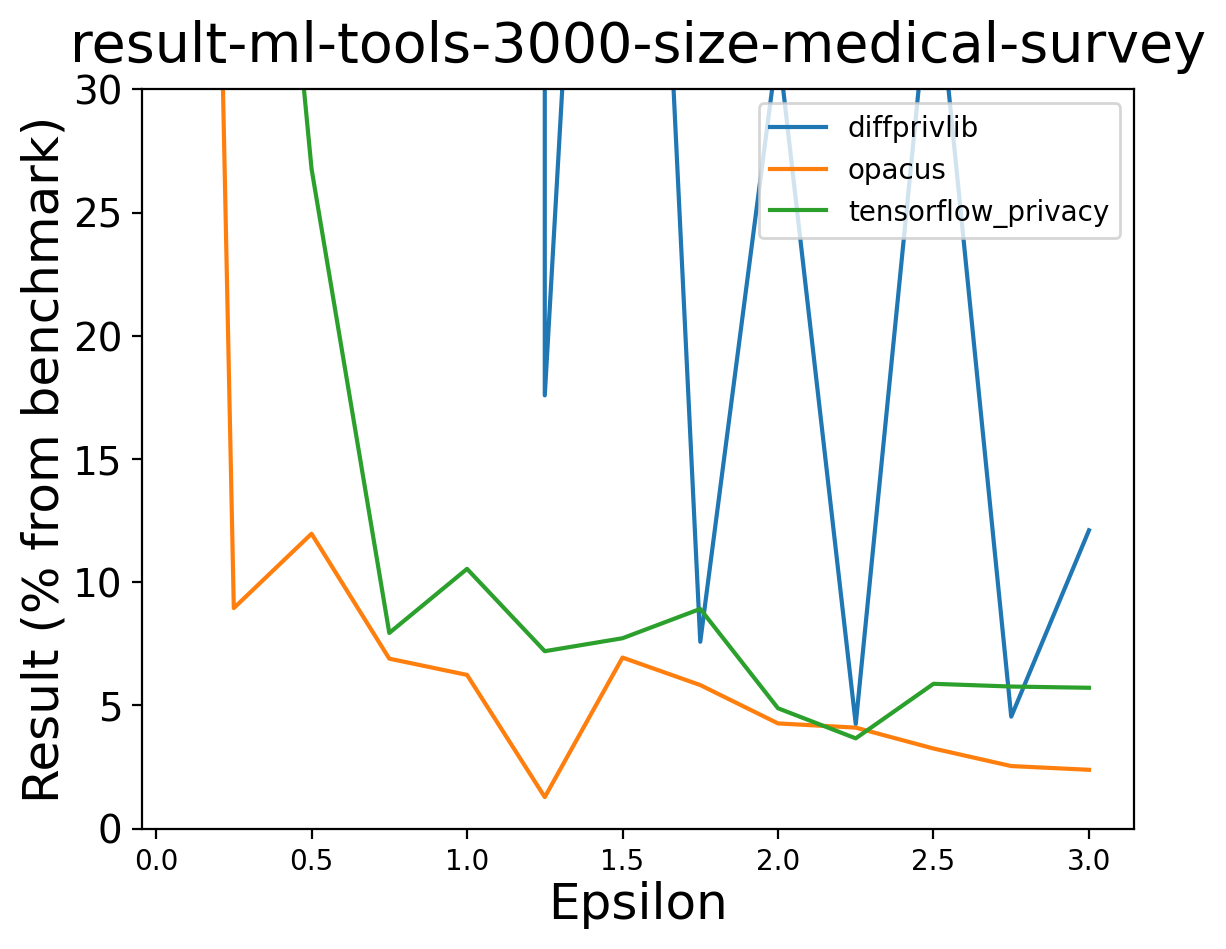 result-ml-tools-3000-size-medical-survey
30
25
20
15
10
5
0
Result (% from benchmark)
diffprivlib
opacus
tensorflow_privacy
0.0 0.5 1.0 1.5 2.0 2.5 3.0
Epsilon